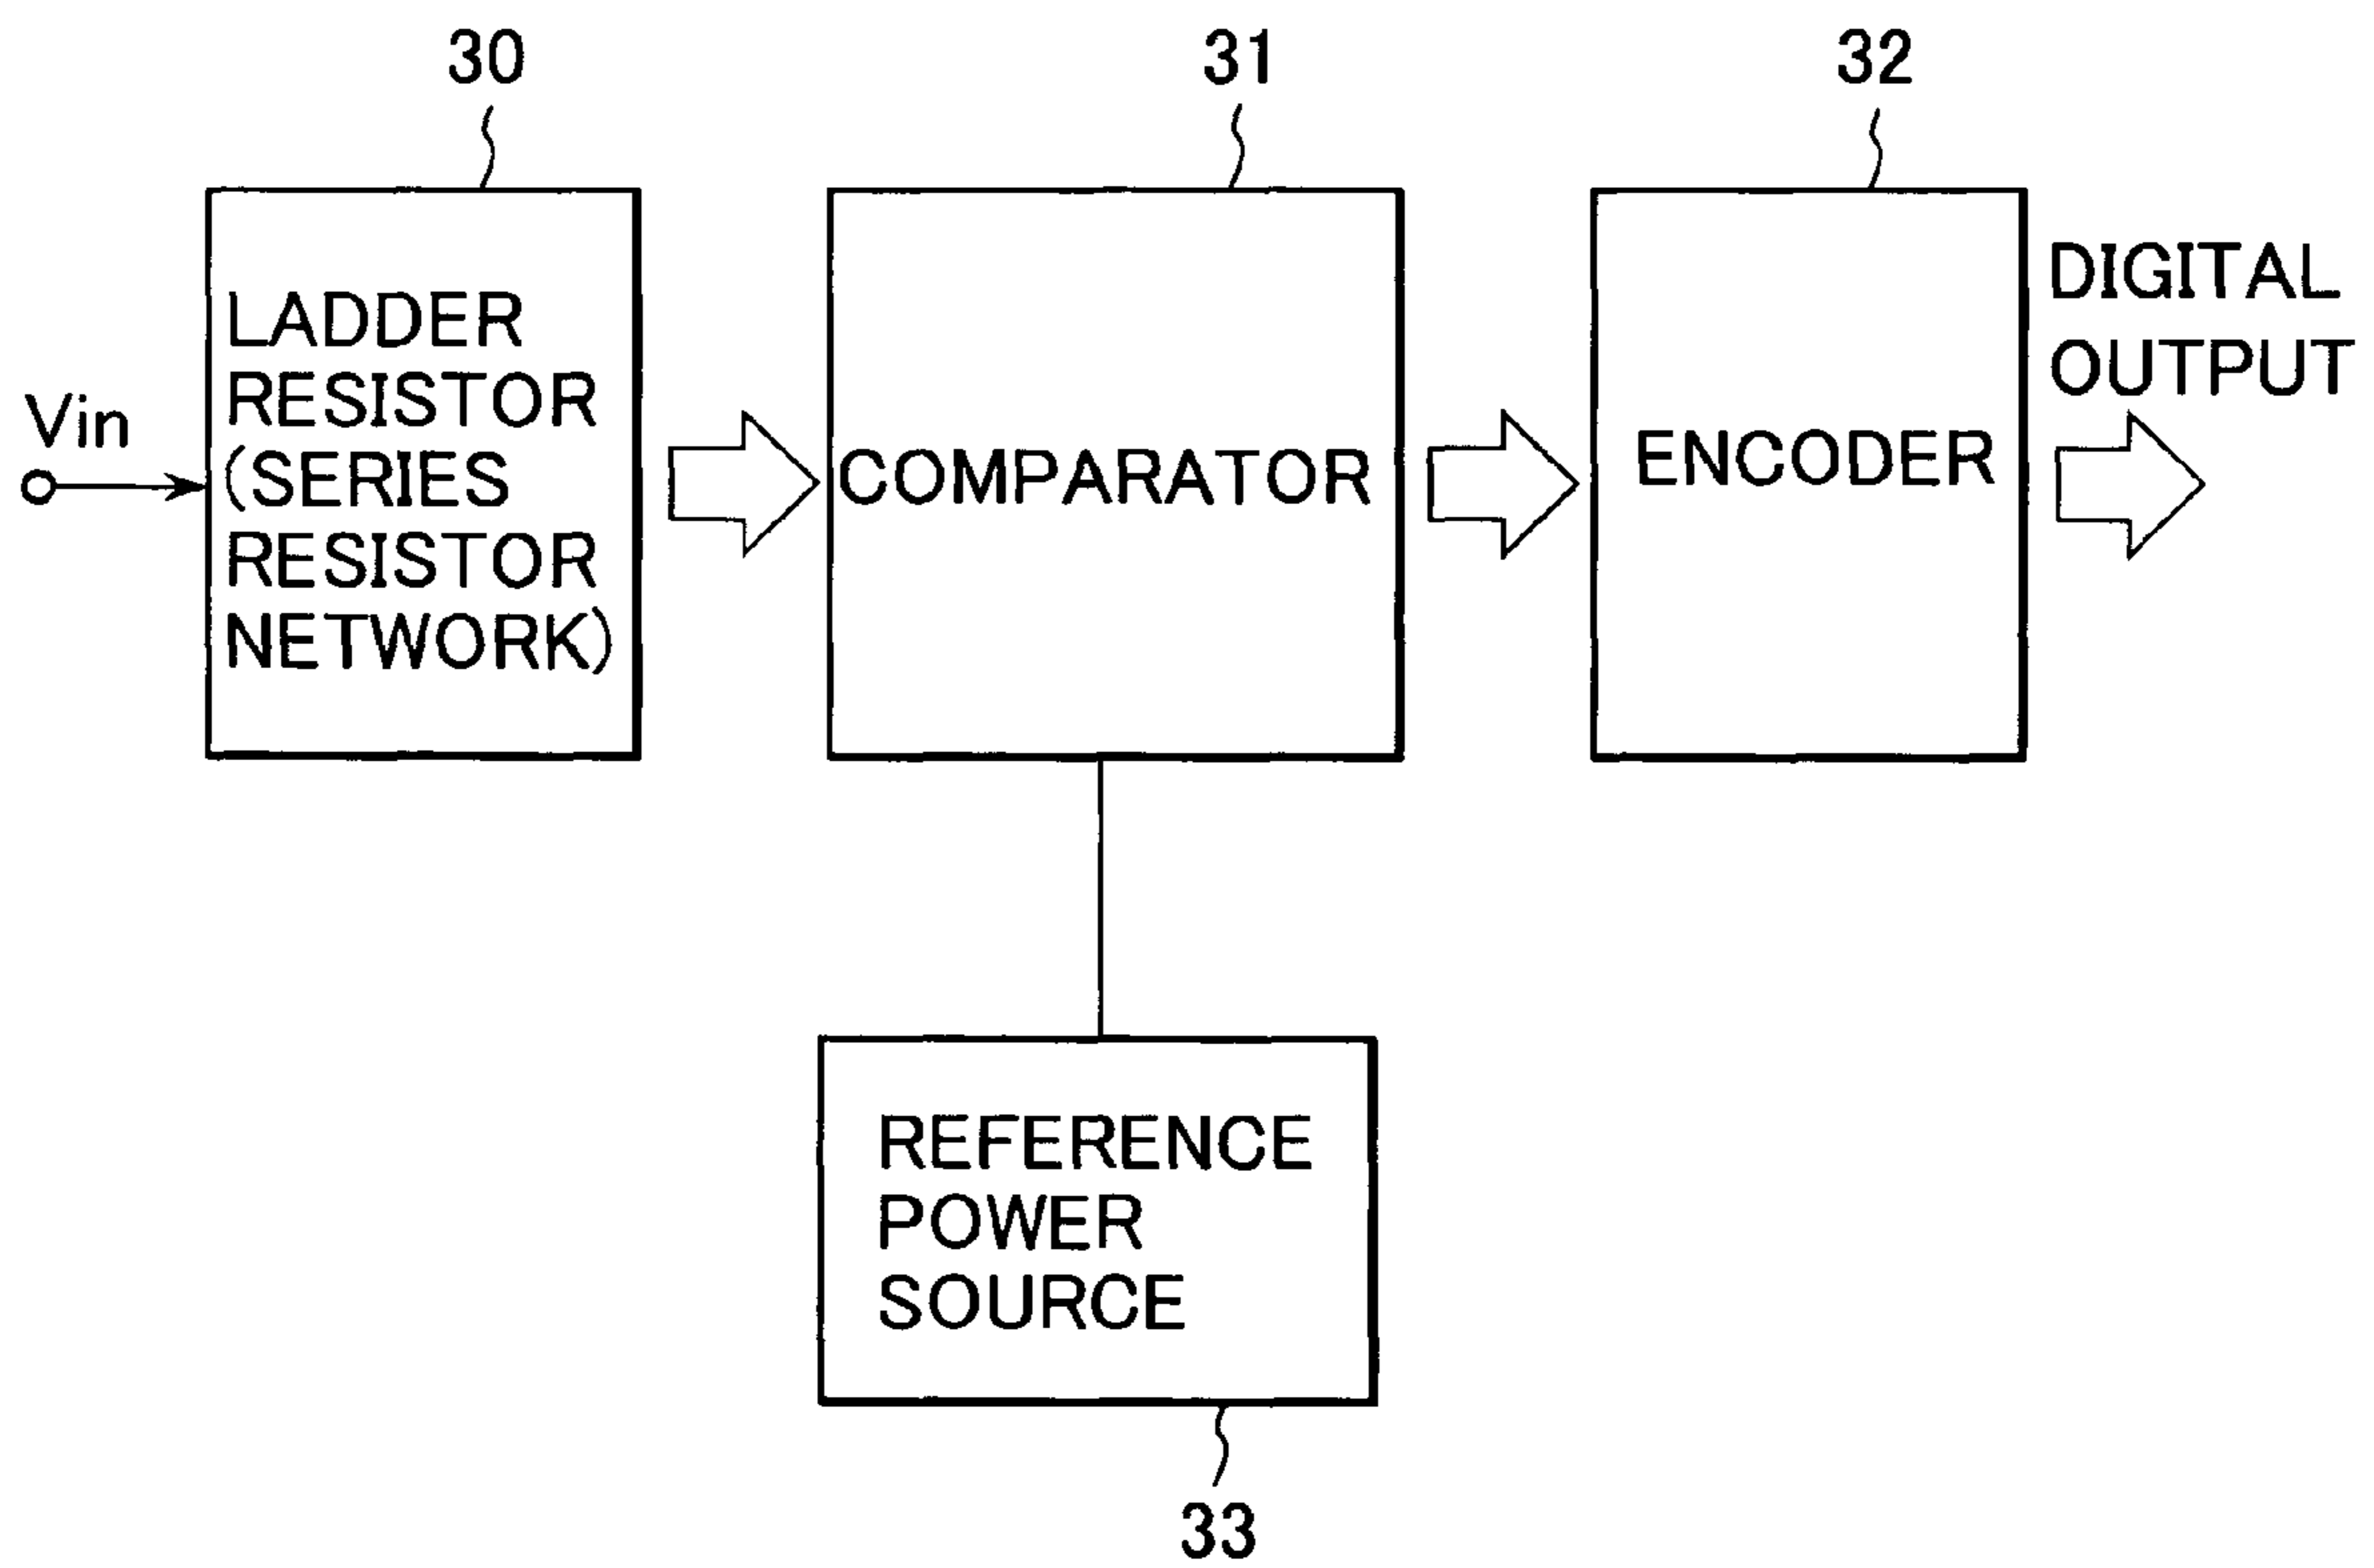 30
31
32
Vin
LADDER
RESISTOR
(SERIES
RESISTOR
NETWORK)
COMPARATOR
ENCODER
DIGITAL
OUTPUT
REFERENCE
POWER
SOURCE
33